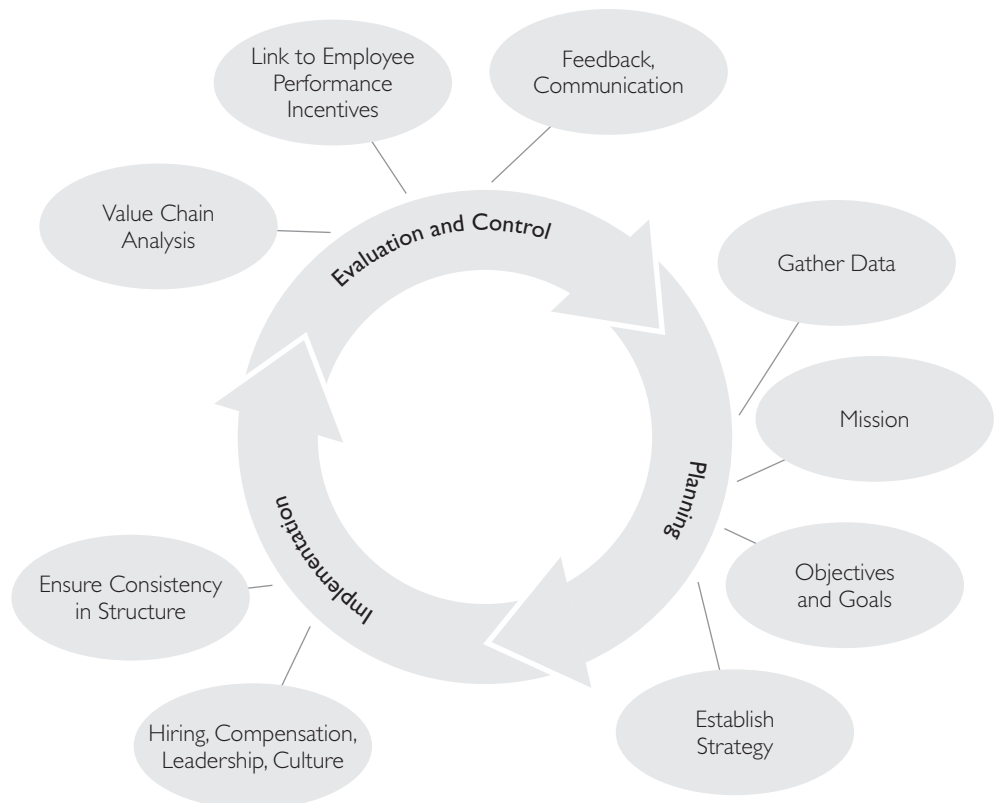 Link to Employee
Performance
Incentives
Feedback,
Communication
Value Chain
Analysis
Evaluation and Control
Gather Data
Mission
Planning
Objectives
and Goals
Establish
Strategy
Implementation
Ensure Consistency
in Structure
Hiring, Compensation,
Leadership, Culture